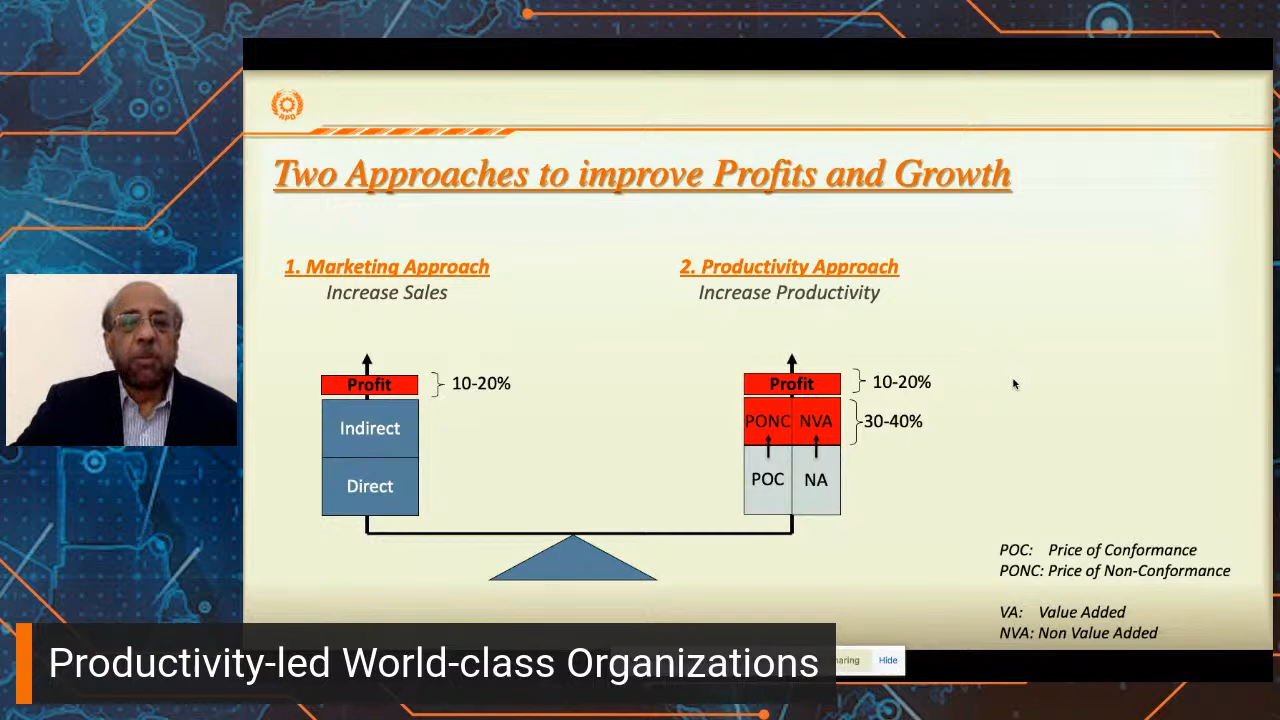 APO
Two Approaches to improve Profits and Growth
1. Marketing Approach
Increase Sales
2. Productivity Approach
Increase Productivity
Profit
10-20%
Indirect
Direct
Profit
10-20%
PONC NVA
30-40%
POC NA
POC: Price of Conformance
PONC: Price of Non-Conformance
VA: Value Added
NVA: Non Value Added
Hide
Productivity-led World-class Organizations